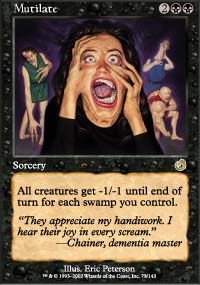 Mutilate 2
Sorcery
All creatures get -1/-1 until end of
turn for each swamp you control.
“They appreciate my handiwork. I
hear their joy in every scream.”
—Chainer, dementia master
Illus. Eric Peterson
™ & © 1993-2002 Wizards of the Coast, Inc. 70/143